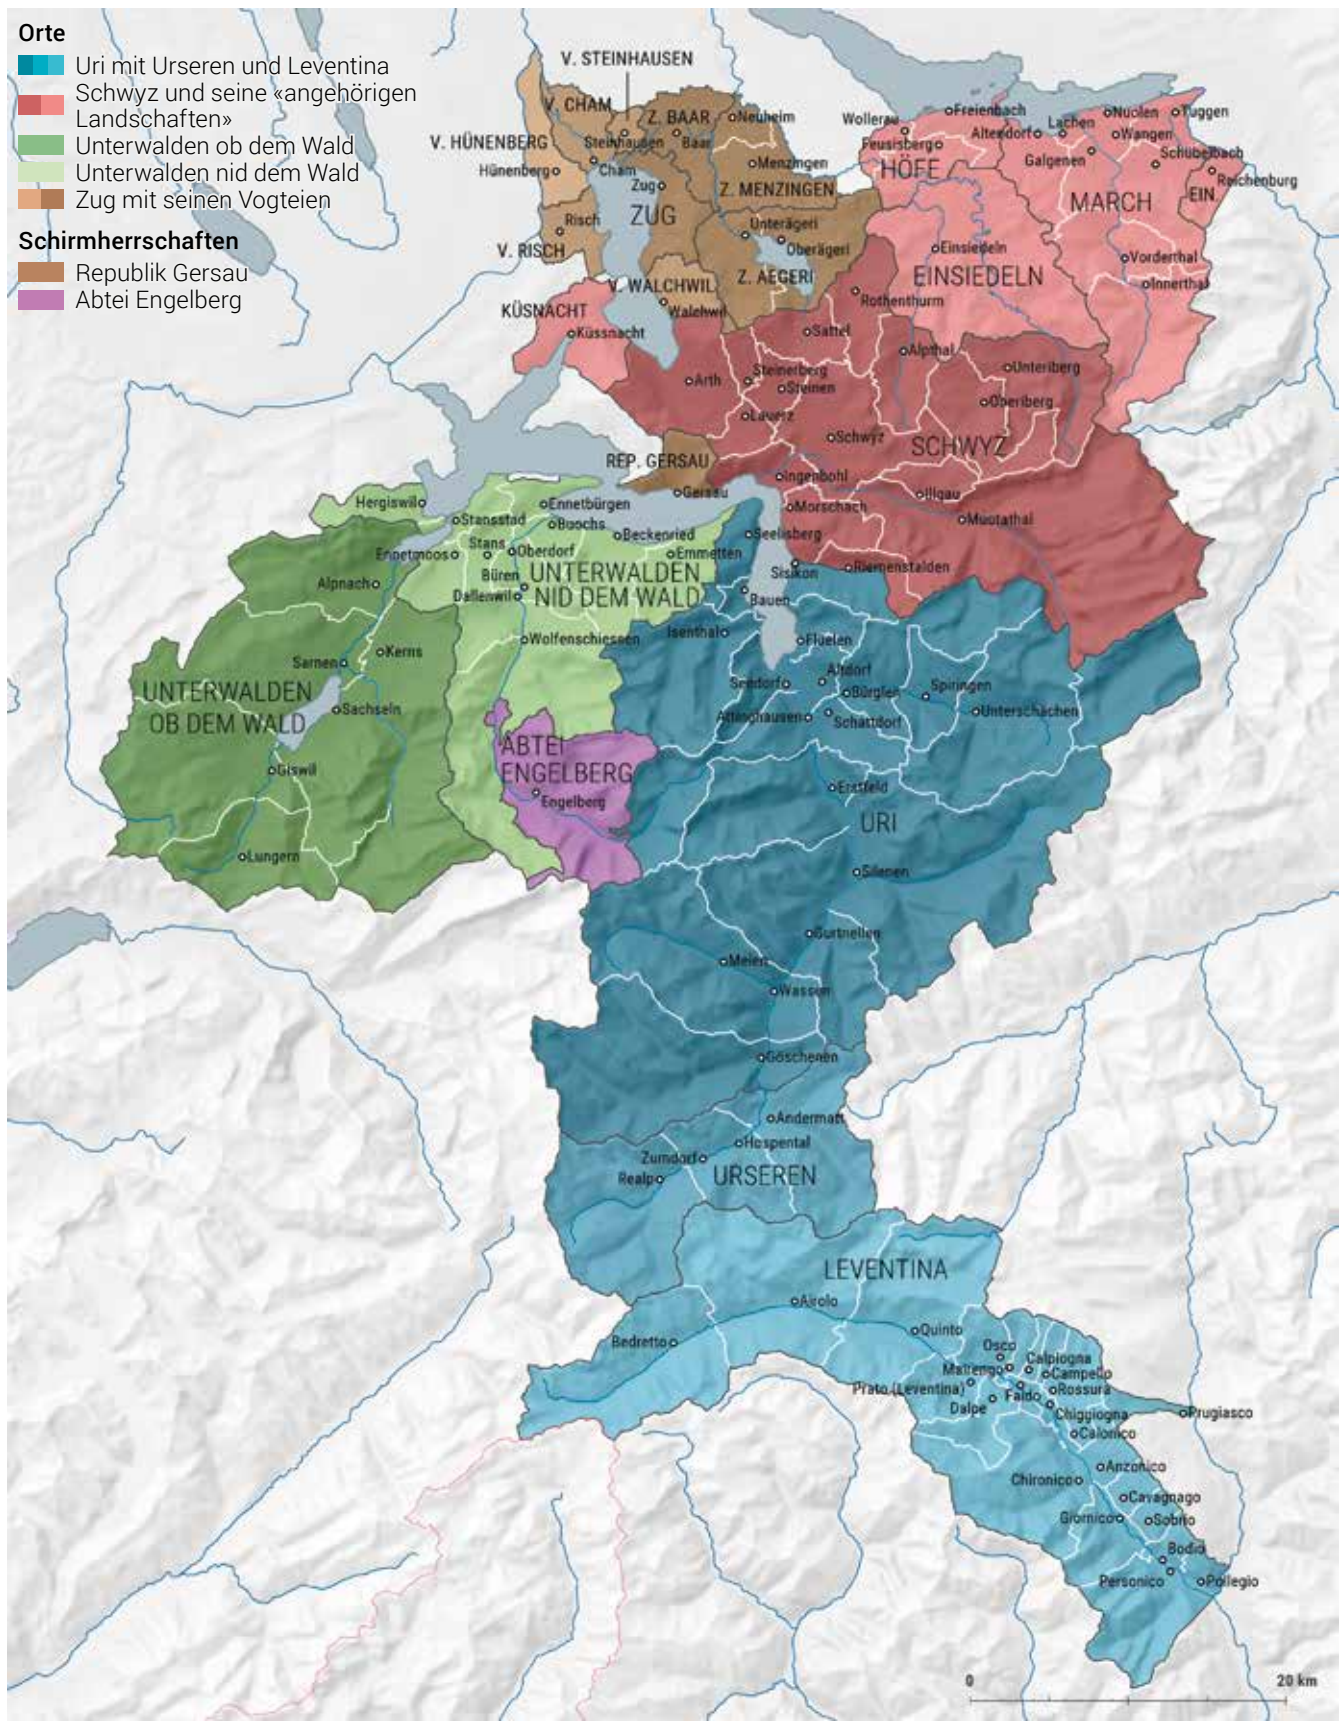 Orte
Uri mit Urseren und Leventina
Schwyz und seine «angehörigen
Landschaften»
Unterwalden ob dem Wald
Unterwalden nid dem Wald
Zug mit seinen Vogteien
Schirmherrschaften
Republik Gersau
Abtei Engelberg
V. STEINHAUSEN
V. CHAM
Z. BAAR
Neuheim
V. HÜNENBERG
Steinhausen
Baar
Hünenberg
Cham
Menzingen
Zug
Z. MENZINGEN
ZUG
Risch
Unterägeri
Oberägeri
V. RISCH
Z. AEGERI
V. WALCHWIL
Walchwil
Wollerau
Freienbach
Feusisberg
HÖFE
Altendorf
Lachen
Nuolen
Tuggen
Wangen
Galgenen
Schübelbach
Reichenburg
EIN.
MARCH
Einsiedeln
EINSIEDELN
Vorderthal
Innerthal
KÜSNACHT
Küssnacht
Rothenthurm
Sattel
Alpthal
Unteriberg
Arth
Steinerberg
Steinen
Oberiberg
Lauerz
Schwyz
SCHWYZ
REP. GERSAU
Gersau
Ingenbohl
Illgau
Morschach
Muotathal
Riemenstalden
Hergiswil
Ennetbürgen
Stansstad
Buochs
Beckenried
Seelisberg
Ennetmoos
Stans
Oberdorf
Emmetten
Sisikon
Alpnach
Büren
UNTERWALDEN
NID DEM WALD
Dallenwil
Bauen
Wolfenschiessen
Isenthal
Flüelen
Sarnen
Kerns
UNTERWALDEN
OB DEM WALD
Sachseln
Seedorf
Altdorf
Bürglen
Spiringen
Attinghausen
Schattdorf
Unterschächen
ABTEI
ENGELBERG
Engelberg
Giswil
Erstfeld
URI
Lungern
Silenen
Gurtnellen
Meien
Wassen
Göschenen
Andermatt
Hospental
Zumdorf
Realp
URSEREN
LEVENTINA
Airolo
Bedretto
Quinto
Osco
Mairengo
Calpiogna
Campello
Prato (Leventina)
Faido
Rossura
Dalpe
Chiggiogna
Prugiasco
Calonico
Anzonico
Chironico
Cavagnago
Giornico
Sobrio
Bodio
Personico
Pollegio
0 20 km